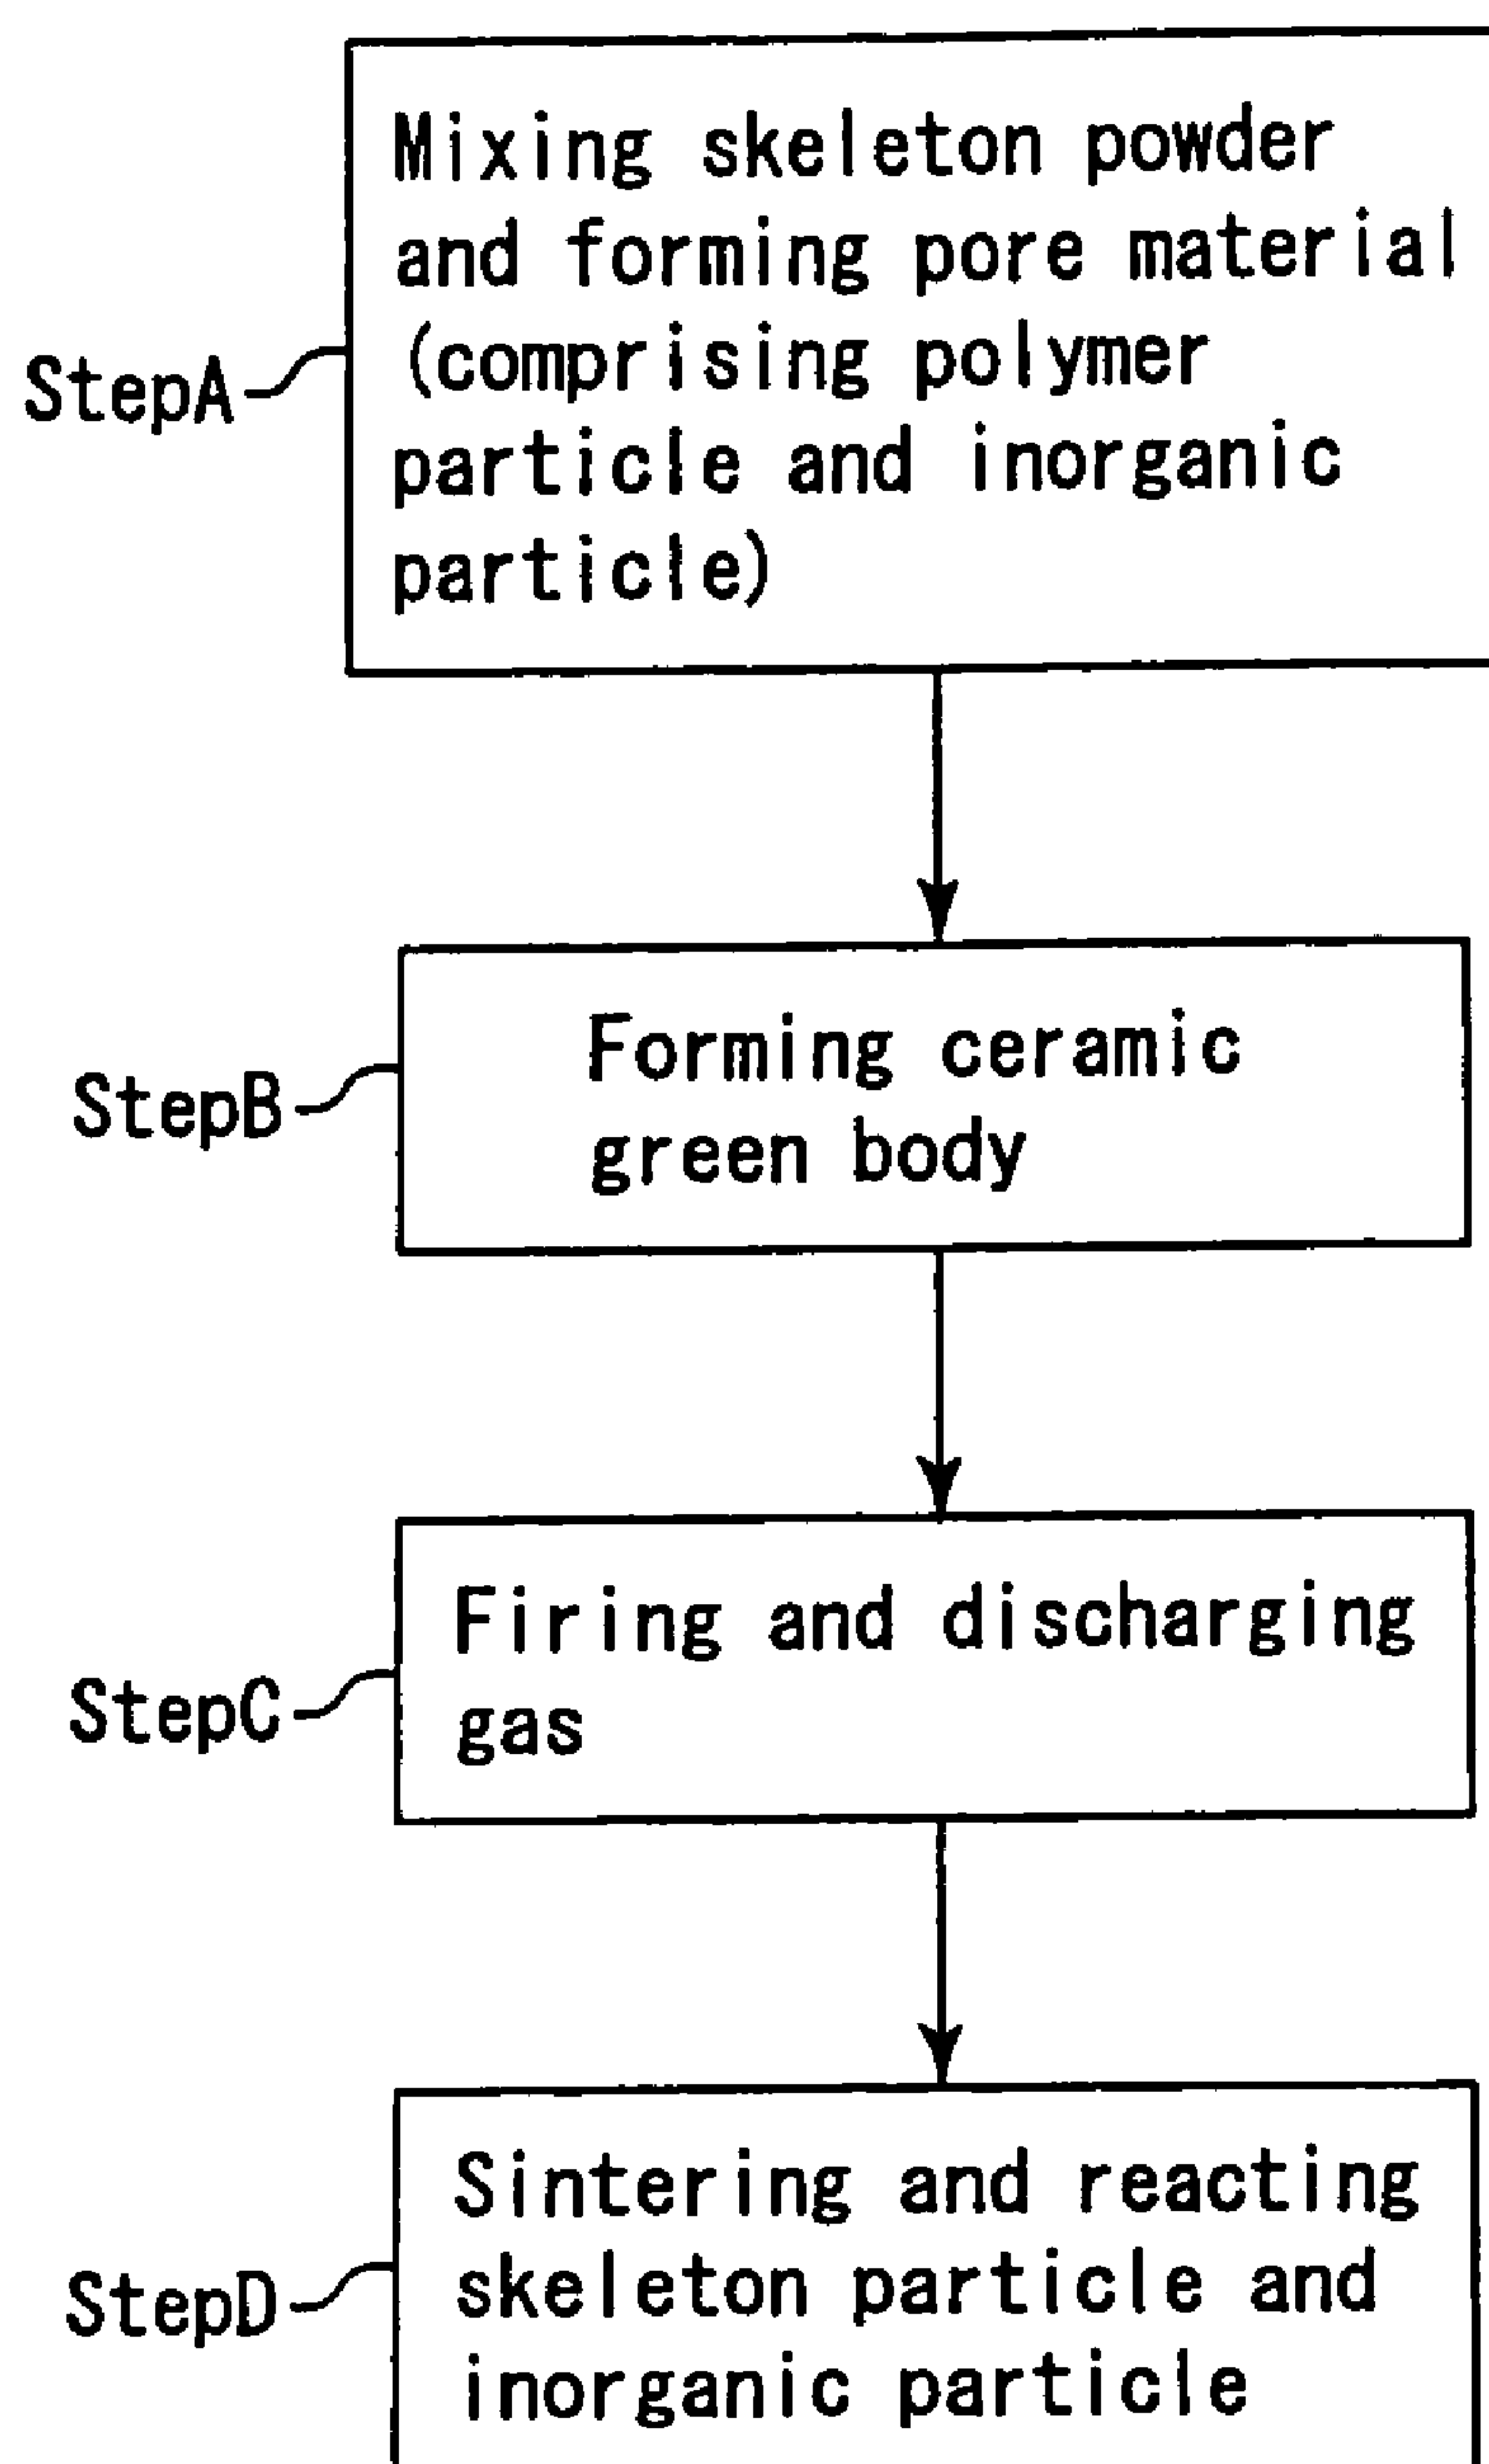 StepA
Mixing skeleton powder
and forming pore material
(comprising polymer
particle and inorganic
particle)
StepB
Forming ceramic
green body
StepC
Firing and discharging
gas
StepD
Sintering and reacting
skeleton particle and
inorganic particle